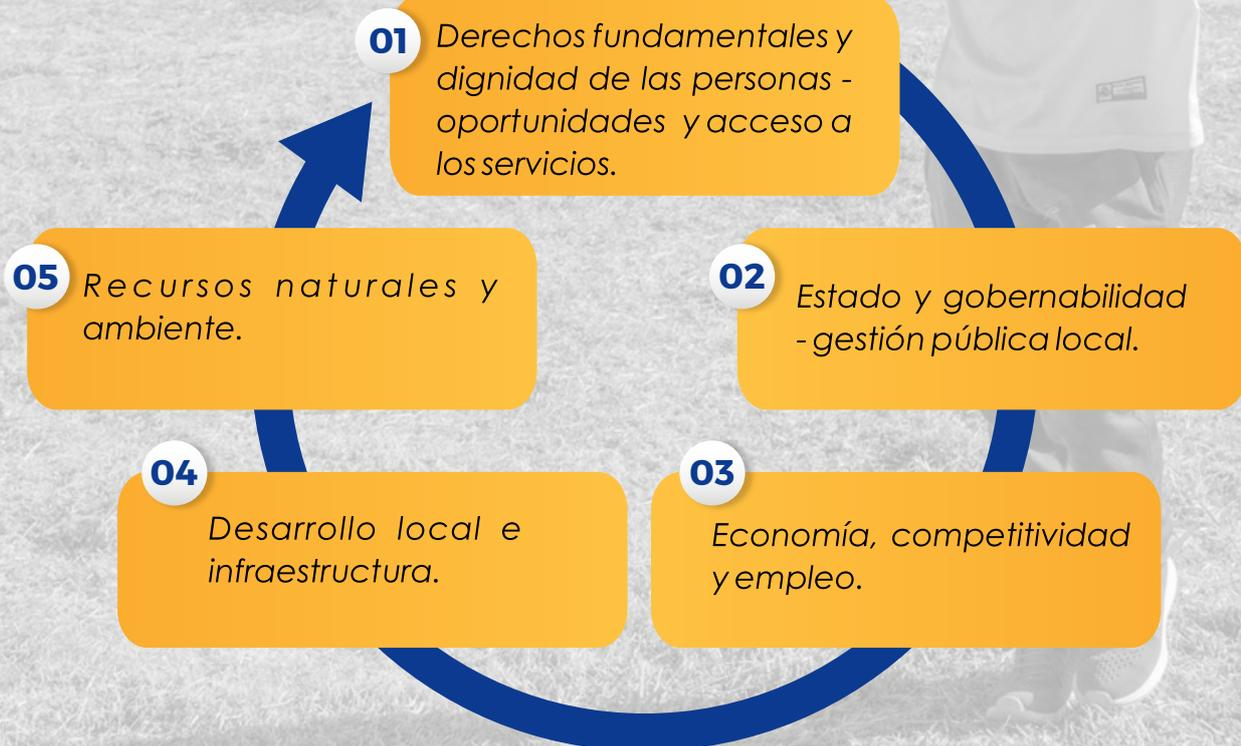 01
Derechos fundamentales y
dignidad de las personas -
oportunidades y acceso a
los servicios.
02
Estado y gobernabilidad
- gestión pública local.
03
Economía, competitividad
y empleo.
04
Desarrollo local e
infraestructura.
05
Recursos naturales y
ambiente.